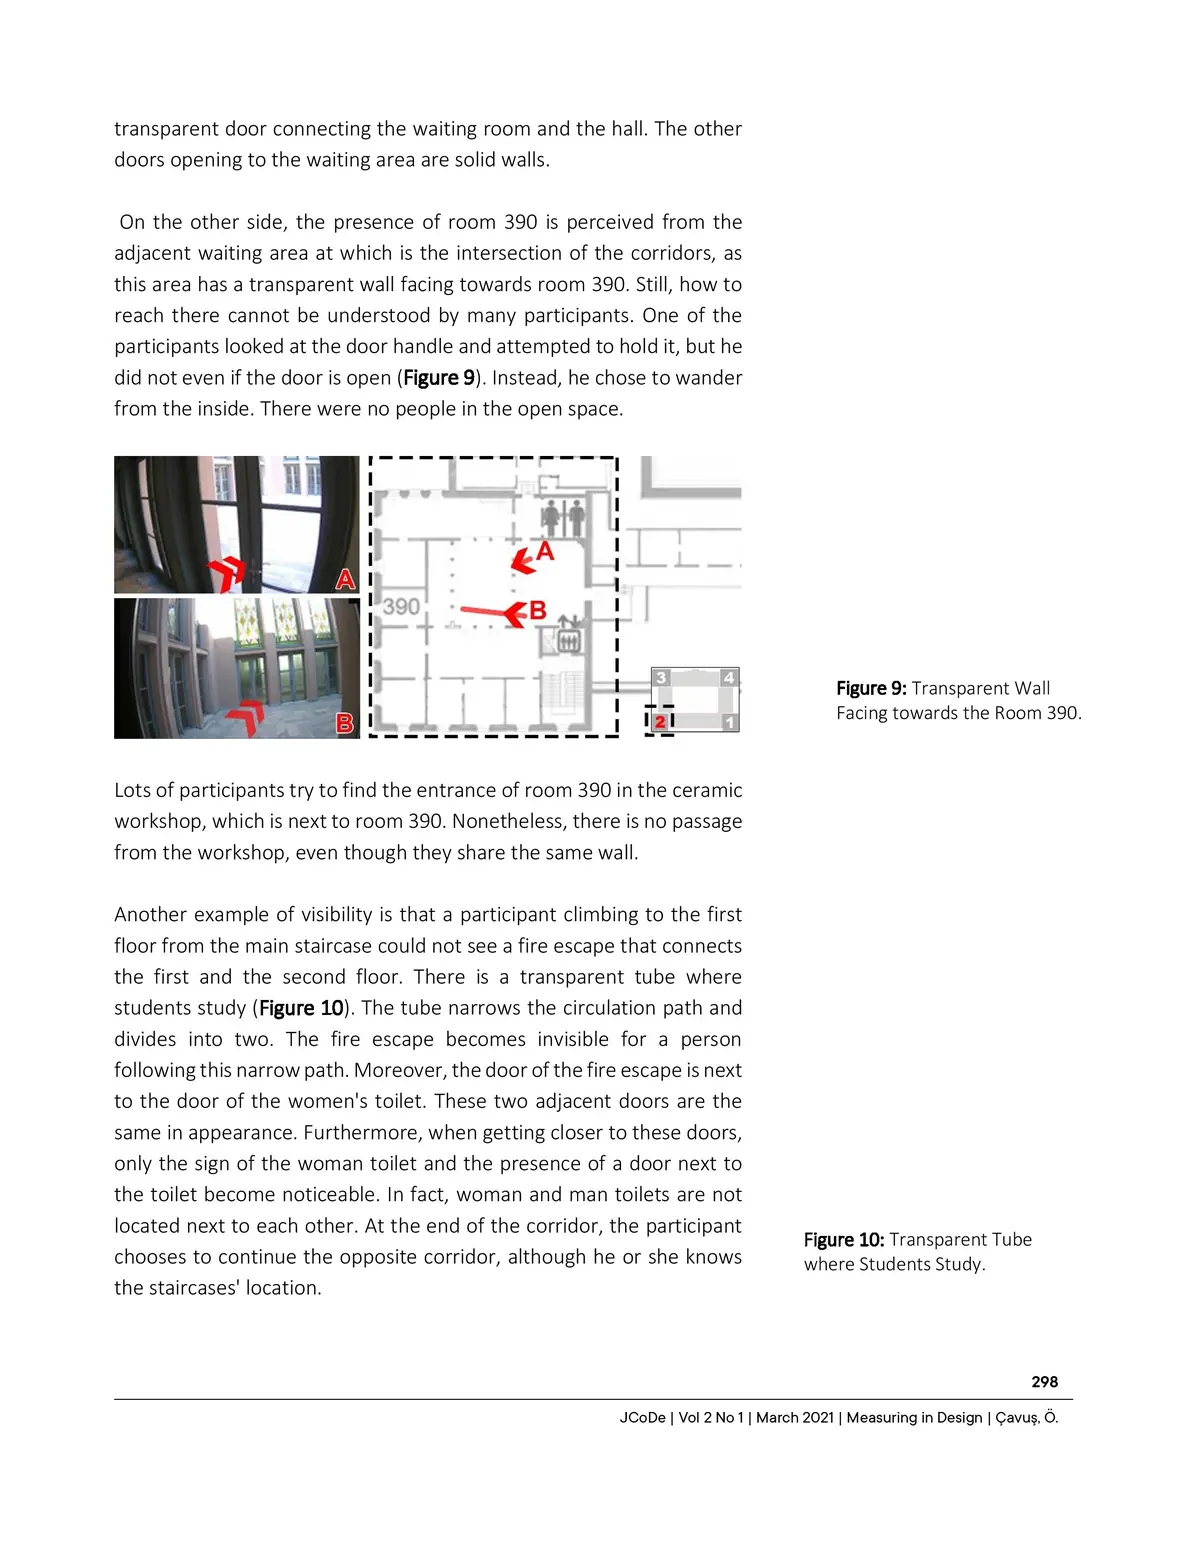 transparent door connecting the waiting room and the hall. The other
doors opening to the waiting area are solid walls.
On the other side, the presence of room 390 is perceived from the
adjacent waiting area at which is the intersection of the corridors, as
this area has a transparent wall facing towards room 390. Still, how to
reach there cannot be understood by many participants. One of the
participants looked at the door handle and attempted to hold it, but he
did not even if the door is open (Figure 9). Instead, he chose to wander
from the inside. There were no people in the open space.
A
B
A
B
390
3 4
2 1
Figure 9: Transparent Wall
Facing towards the Room 390.
Lots of participants try to find the entrance of room 390 in the ceramic
workshop, which is next to room 390. Nonetheless, there is no passage
from the workshop, even though they share the same wall.
Another example of visibility is that a participant climbing to the first
floor from the main staircase could not see a fire escape that connects
the first and the second floor. There is a transparent tube where
students study (Figure 10). The tube narrows the circulation path and
divides into two. The fire escape becomes invisible for a person
following this narrow path. Moreover, the door of the fire escape is next
to the door of the women's toilet. These two adjacent doors are the
same in appearance. Furthermore, when getting closer to these doors,
only the sign of the woman toilet and the presence of a door next to
the toilet become noticeable. In fact, woman and man toilets are not
located next to each other. At the end of the corridor, the participant
chooses to continue the opposite corridor, although he or she knows
the staircases' location.
Figure 10: Transparent Tube
where Students Study.
298
JCoDe | Vol 2 No 1 | March 2021 | Measuring in Design | Çavuş, Ö.